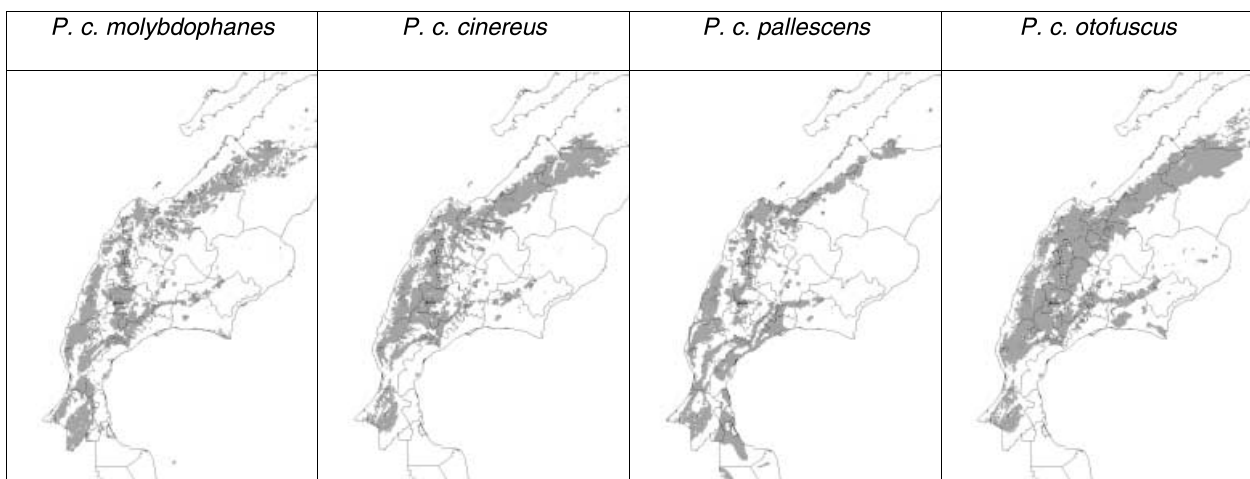 P. c. molybdophanes
P. c. cinereus
P. c. pallescens
P. c. otofuscus